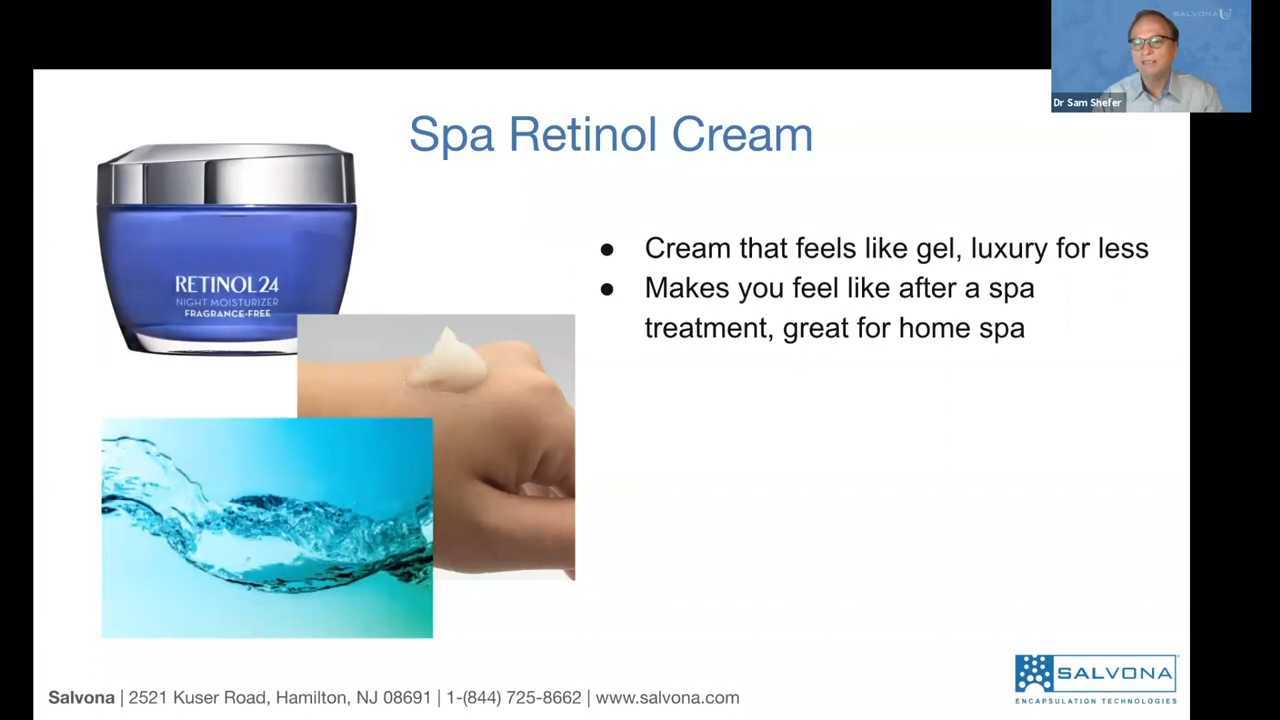 SALVONA
Dr Sam Shefer
Spa Retinol Cream
RETINOL 24
NIGHT MOISTURIZER
FRAGRANCE-FREE
● Cream that feels like gel, luxury for less
● Makes you feel like after a spa
treatment, great for home spa
Salvona | 2521 Kuser Road, Hamilton, NJ 08691 | 1-(844) 725-8662 | www.salvona.com
SALVONA
ENCAPSULATION TECHNOLOGIES